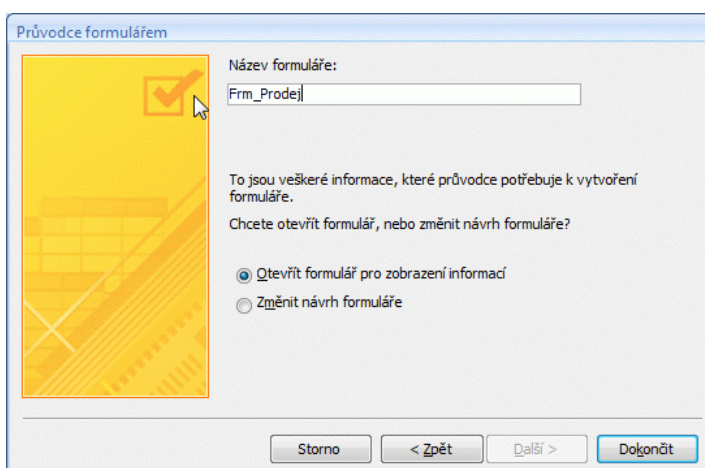 Průvodce formulářem
Název formuláře:
Frm_Prodej
To jsou veškeré informace, které průvodce potřebuje k vytvoření
formuláře.
Chcete otevřít formulář, nebo změnit návrh formuláře?
Otevřít formulář pro zobrazení informací
Změnit návrh formuláře
Storno
< Zpět
Další >
Dokončit